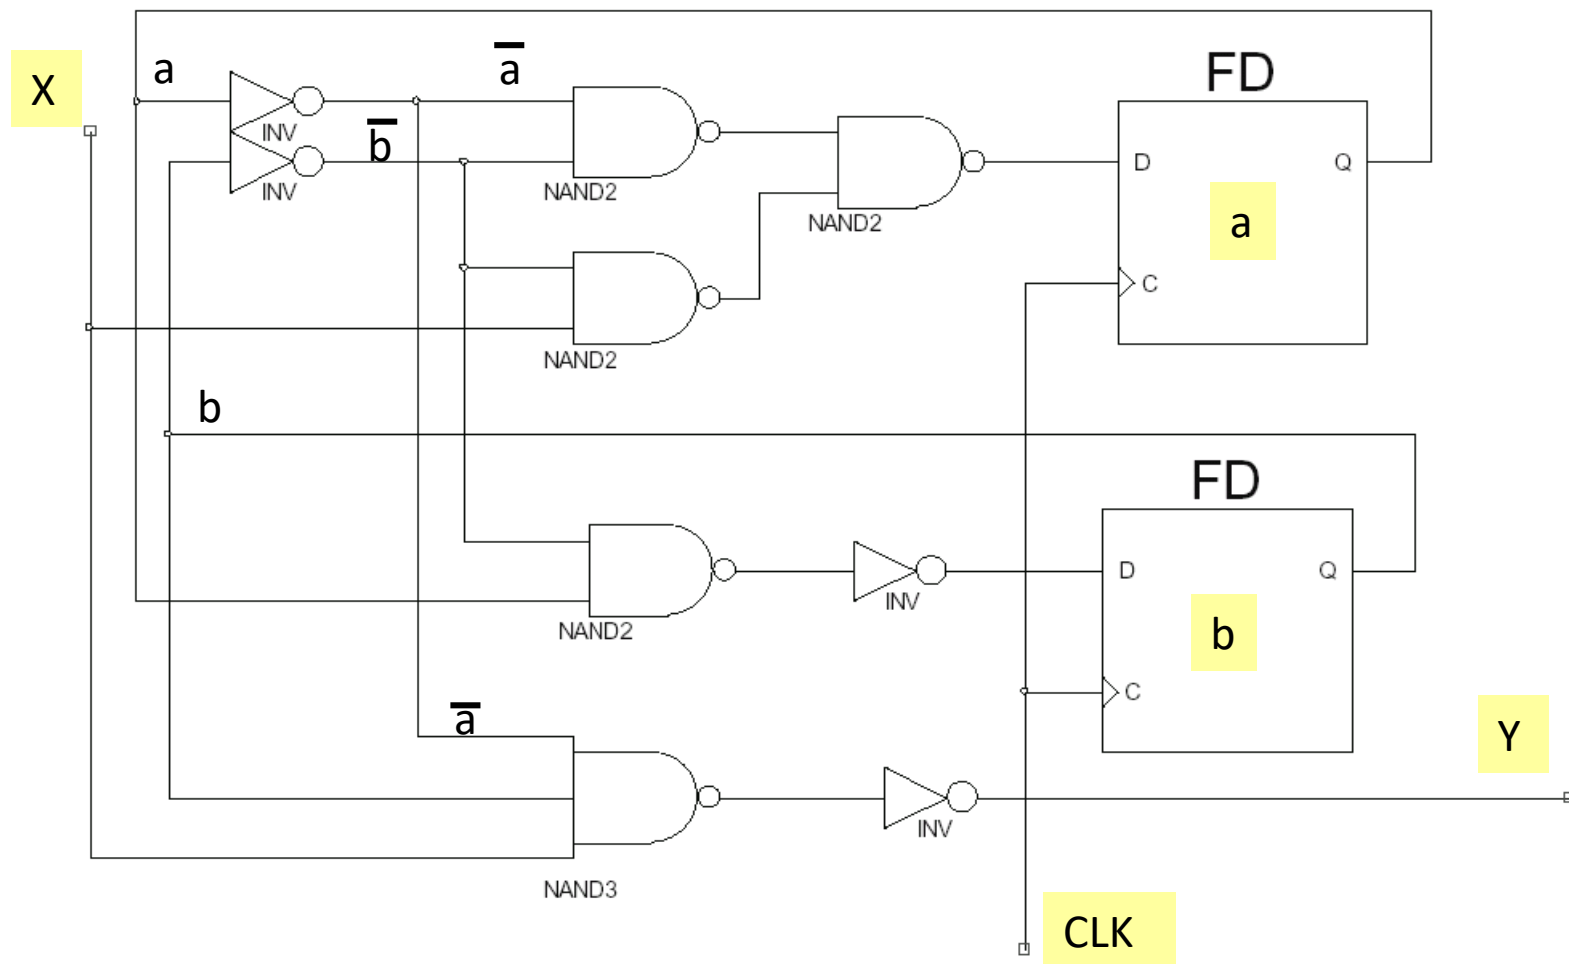 X
a
a̅
b̅
INV
INV
NAND2
NAND2
FD
D
Q
a
C
NAND2
b
FD
D
Q
b
C
NAND2
INV
a̅
NAND3
INV
Y
CLK